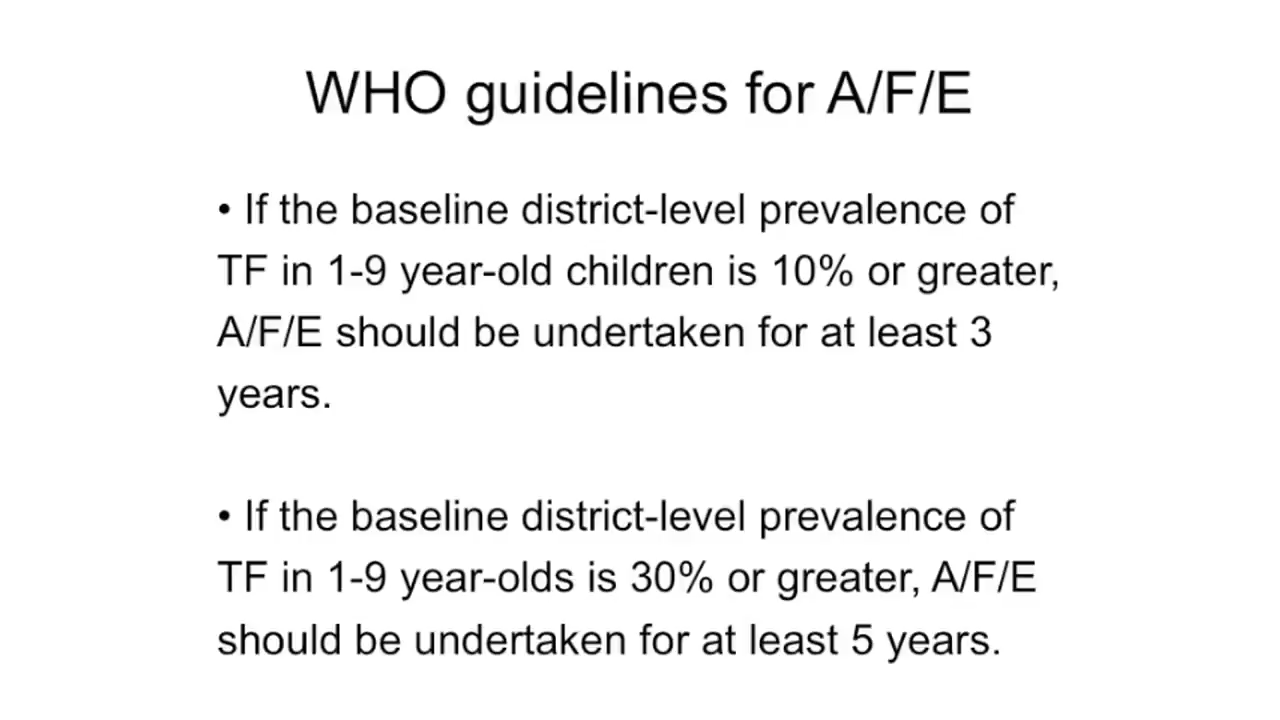 WHO guidelines for A/F/E
• If the baseline district-level prevalence of
TF in 1-9 year-old children is 10% or greater,
A/F/E should be undertaken for at least 3
years.
• If the baseline district-level prevalence of
TF in 1-9 year-olds is 30% or greater, A/F/E
should be undertaken for at least 5 years.